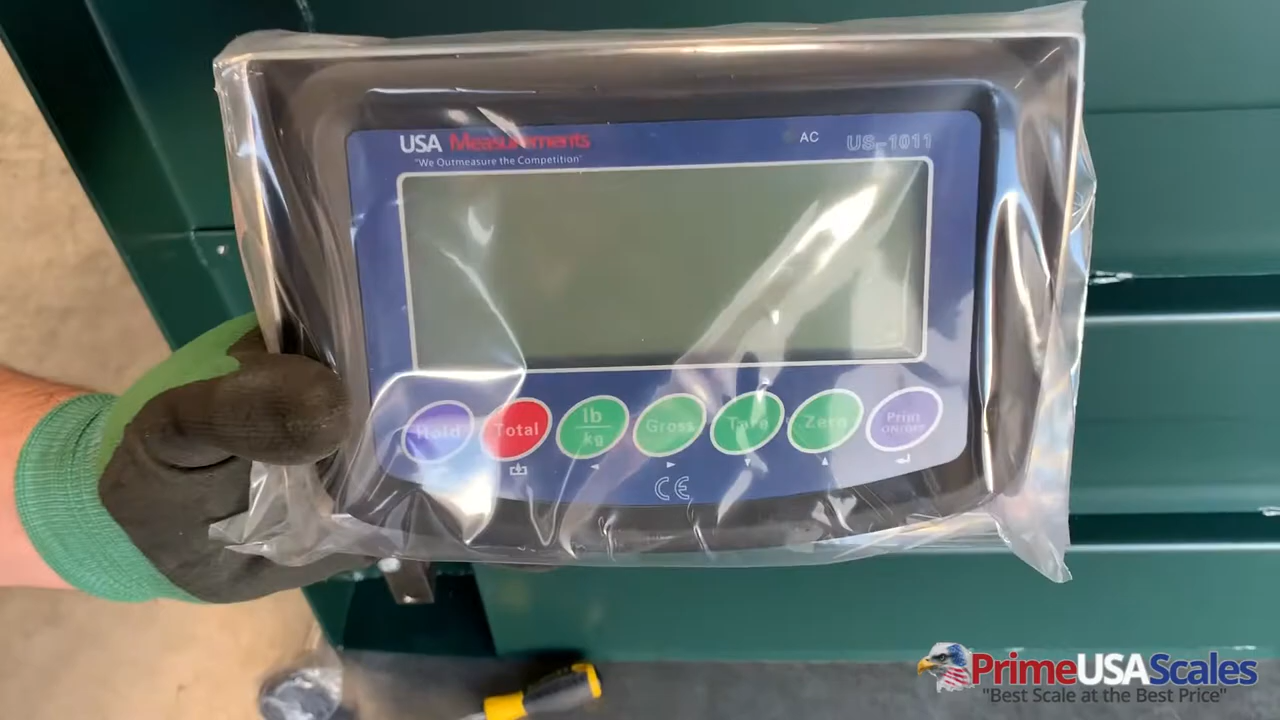 USA Measurements
"We Outmeasure the Competition"
AC
US-1011
Hold
Total
lb
kg
Gross
Tare
Zero
Print
ON/OFF
CE
PrimeUSAScales
"Best Scale at the Best Price"